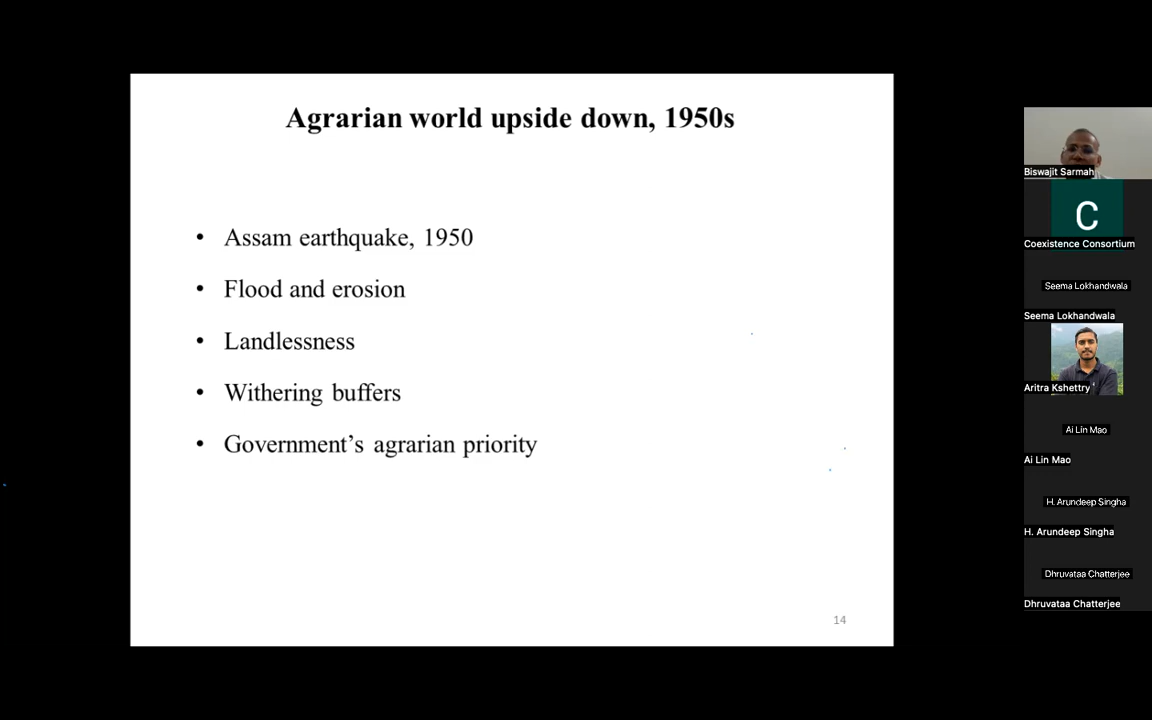 Agrarian world upside down, 1950s
• Assam earthquake, 1950
• Flood and erosion
• Landlessness
• Withering buffers
• Government’s agrarian priority
14
Biswajit Sarmah
C
Coexistence Consortium
Seema Lokhandwala
Seema Lokhandwala
Aritra Kshettry
Ai Lin Mao
Ai Lin Mao
H. Arundeep Singha
H. Arundeep Singha
Dhruvataa Chatterjee
Dhruvataa Chatterjee